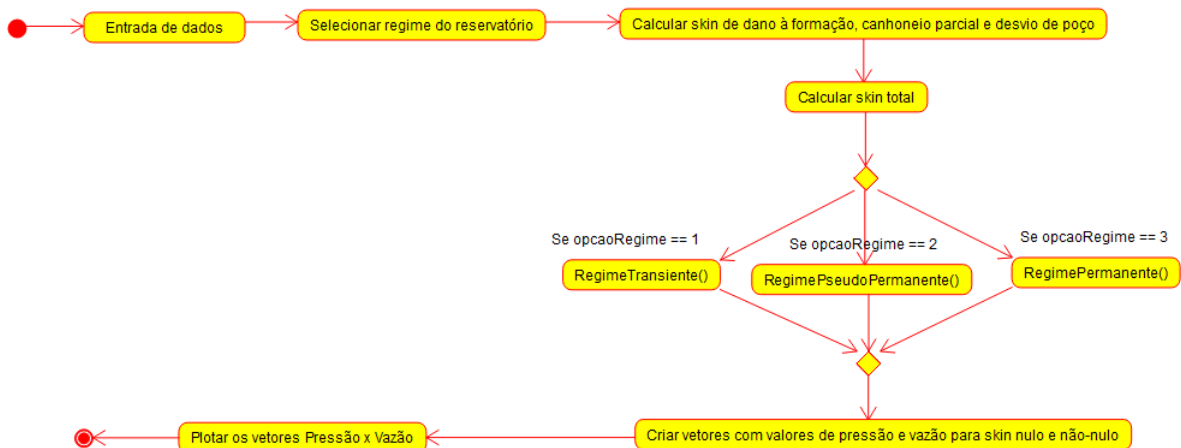 Entrada de dados
Selecionar regime do reservatório
Calcular skin de dano à formação, canhoneio parcial e desvio de poço
Calcular skin total
Se opcaoRegime == 1
Se opcaoRegime == 2
Se opcaoRegime == 3
RegimeTransiente()
RegimePseudoPermanente()
RegimePermanente()
Criar vetores com valores de pressão e vazão para skin nulo e não-nulo
Plotar os vetores Pressão x Vazão